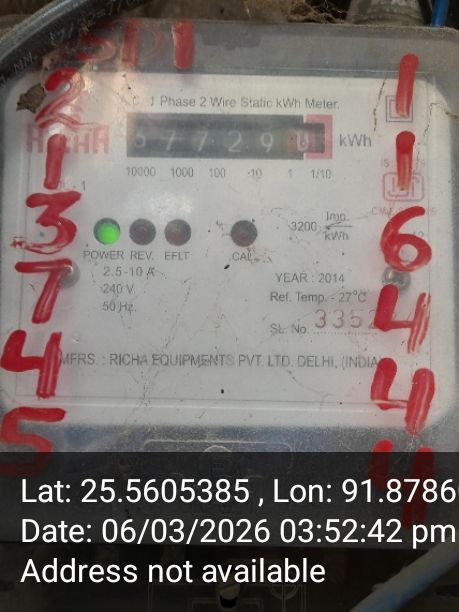 SD1
2
1
3
7
4
5
1
1
6
4
4
1 Phase 2 Wire Static kWh Meter.
RICHA
67729 kWh
10000 1000 100 10 1 1/10
POWER REV. EFLT CAL
3200 Imp. kWh
2.5-10 A
240 V
50 Hz.
YEARː 2014
Ref. Temp. - 27°C
SL. No. 3352
MFRS. : RICHA EQUIPMENTS PVT. LTD. DELHI, (INDIA)
Lat: 25.5605385 , Lon: 91.8786
Date: 06/03/2026 03:52:42 pm
Address not available